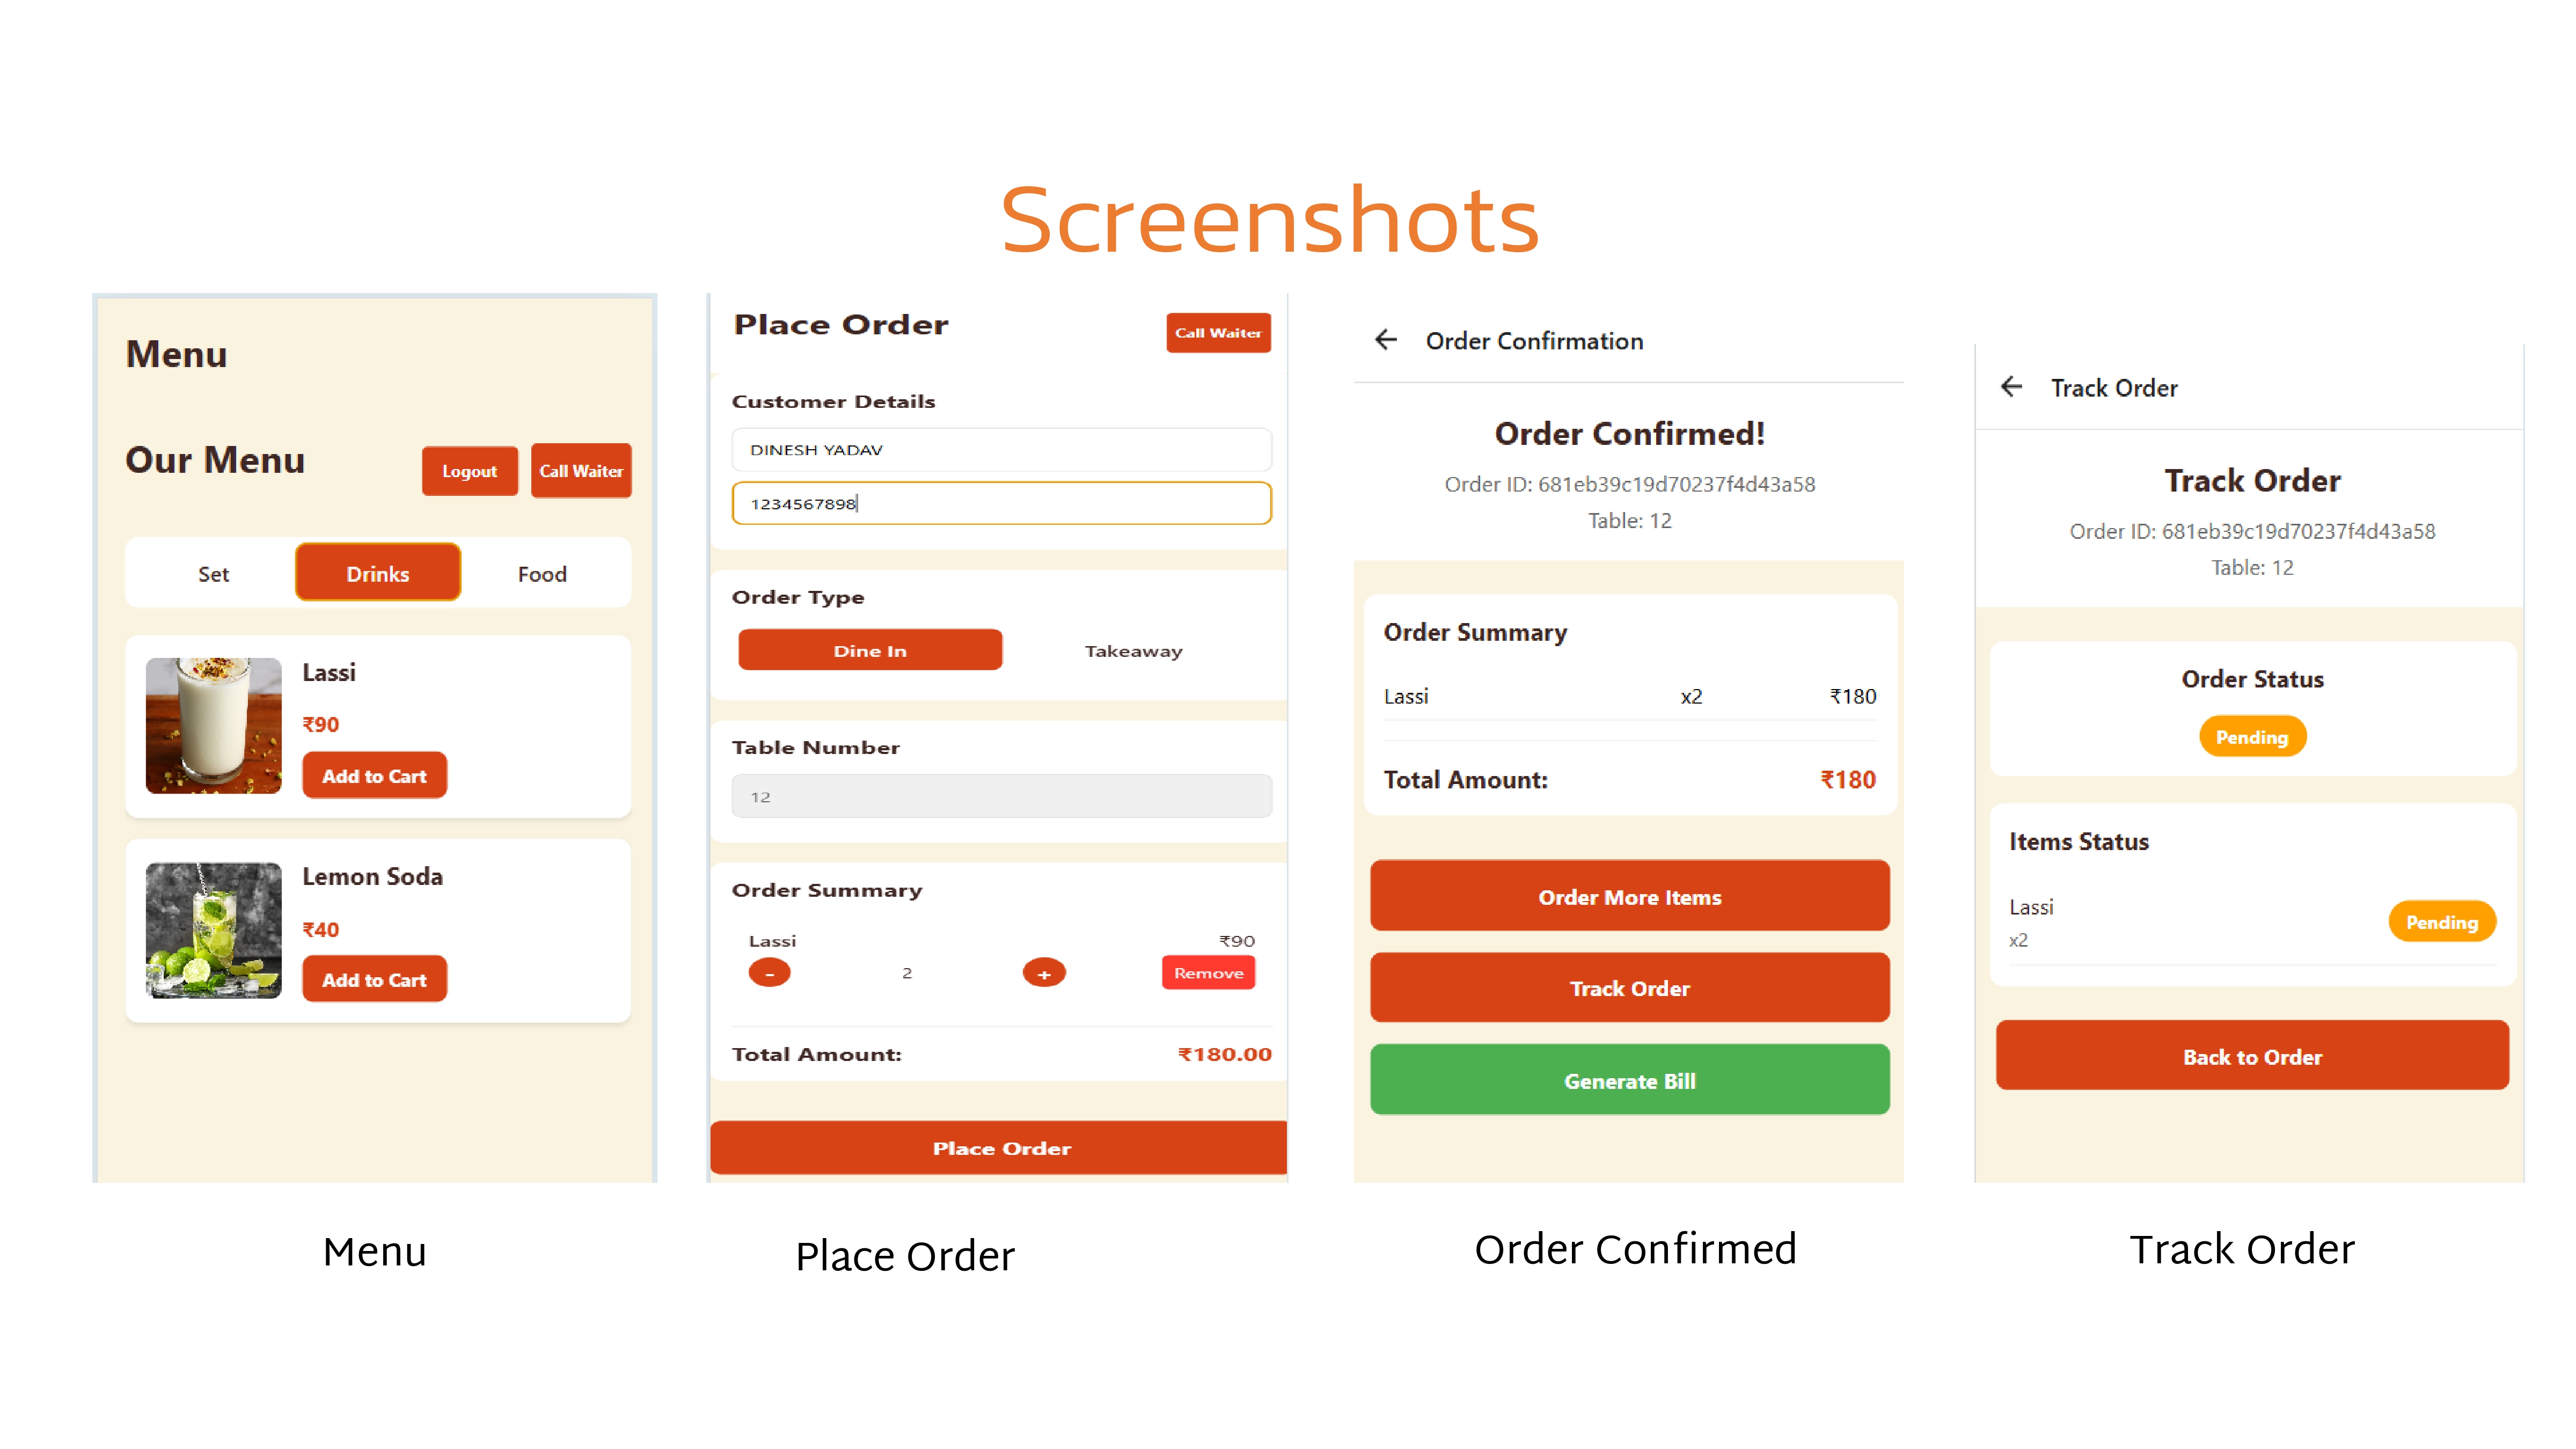 Screenshots
Menu
Our Menu
Logout
Call Waiter
Set
Drinks
Food
Lassi
₹90
Add to Cart
Lemon Soda
₹40
Add to Cart
Menu
Place Order
Call Waiter
Customer Details
DINESH YADAV
1234567898
Order Type
Dine In
Takeaway
Table Number
12
Order Summary
Lassi
₹90
-
2
+
Remove
Total Amount:
₹180.00
Place Order
Place Order
Order Confirmation
Order Confirmed!
Order ID: 681eb39c19d70237f4d43a58
Table: 12
Order Summary
Lassi x2 ₹180
Total Amount: ₹180
Order More Items
Track Order
Generate Bill
Order Confirmed
Track Order
Track Order
Order ID: 681eb39c19d70237f4d43a58
Table: 12
Order Status
Pending
Items Status
Lassi
x2
Pending
Back to Order
Track Order